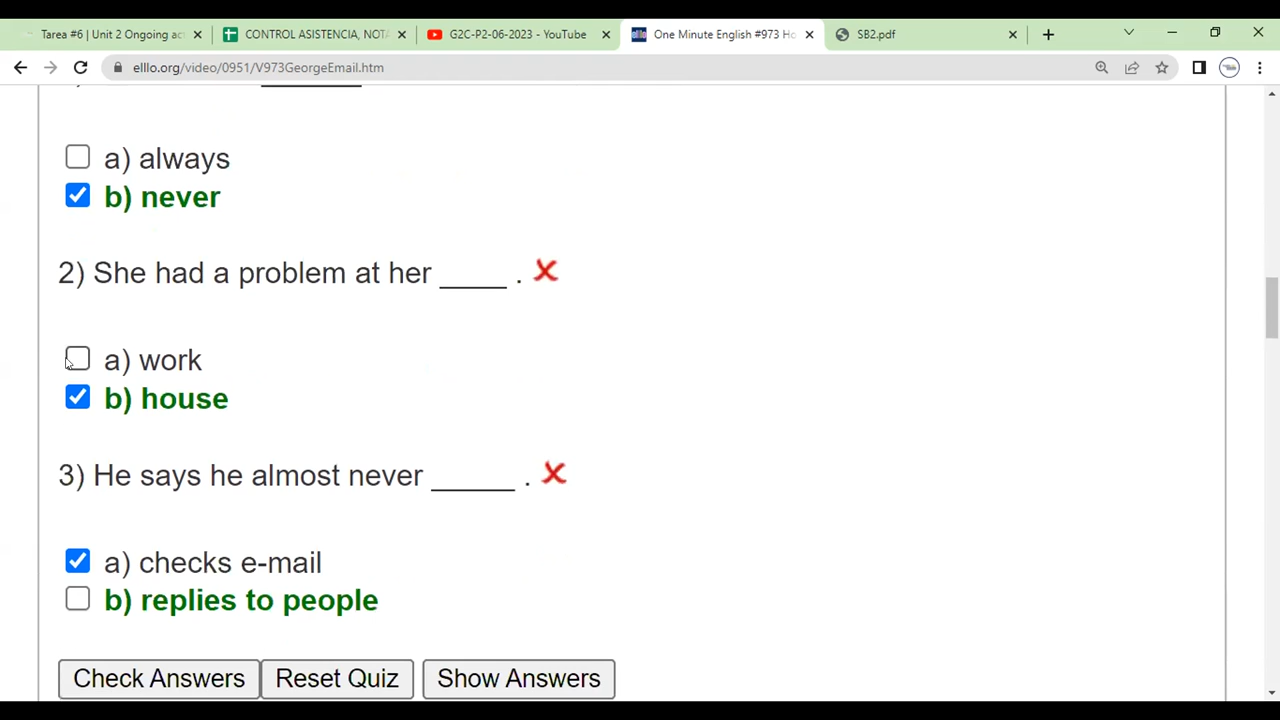 Tarea #6 | Unit 2 Ongoing ac
CONTROL ASISTENCIA, NOTA
G2C-P2-06-2023 - YouTube
One Minute English #973 Ho
SB2.pdf
elllo.org/video/0951/V973GeorgeEmail.htm
a) always
b) never
2) She had a problem at her _____ .
a) work
b) house
3) He says he almost never ______ .
a) checks e-mail
b) replies to people
Check Answers
Reset Quiz
Show Answers